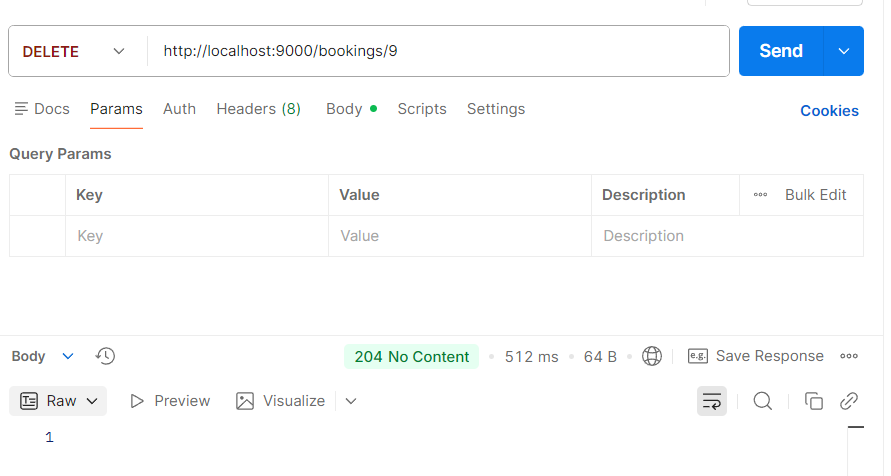 DELETE http://localhost:9000/bookings/9 Send
Docs Params Auth Headers (8) Body Scripts Settings Cookies
Query Params
Key Value Description Bulk Edit
Key Value Description
Body 204 No Content 512 ms 64 B e.g. Save Response
Raw Preview Visualize
1